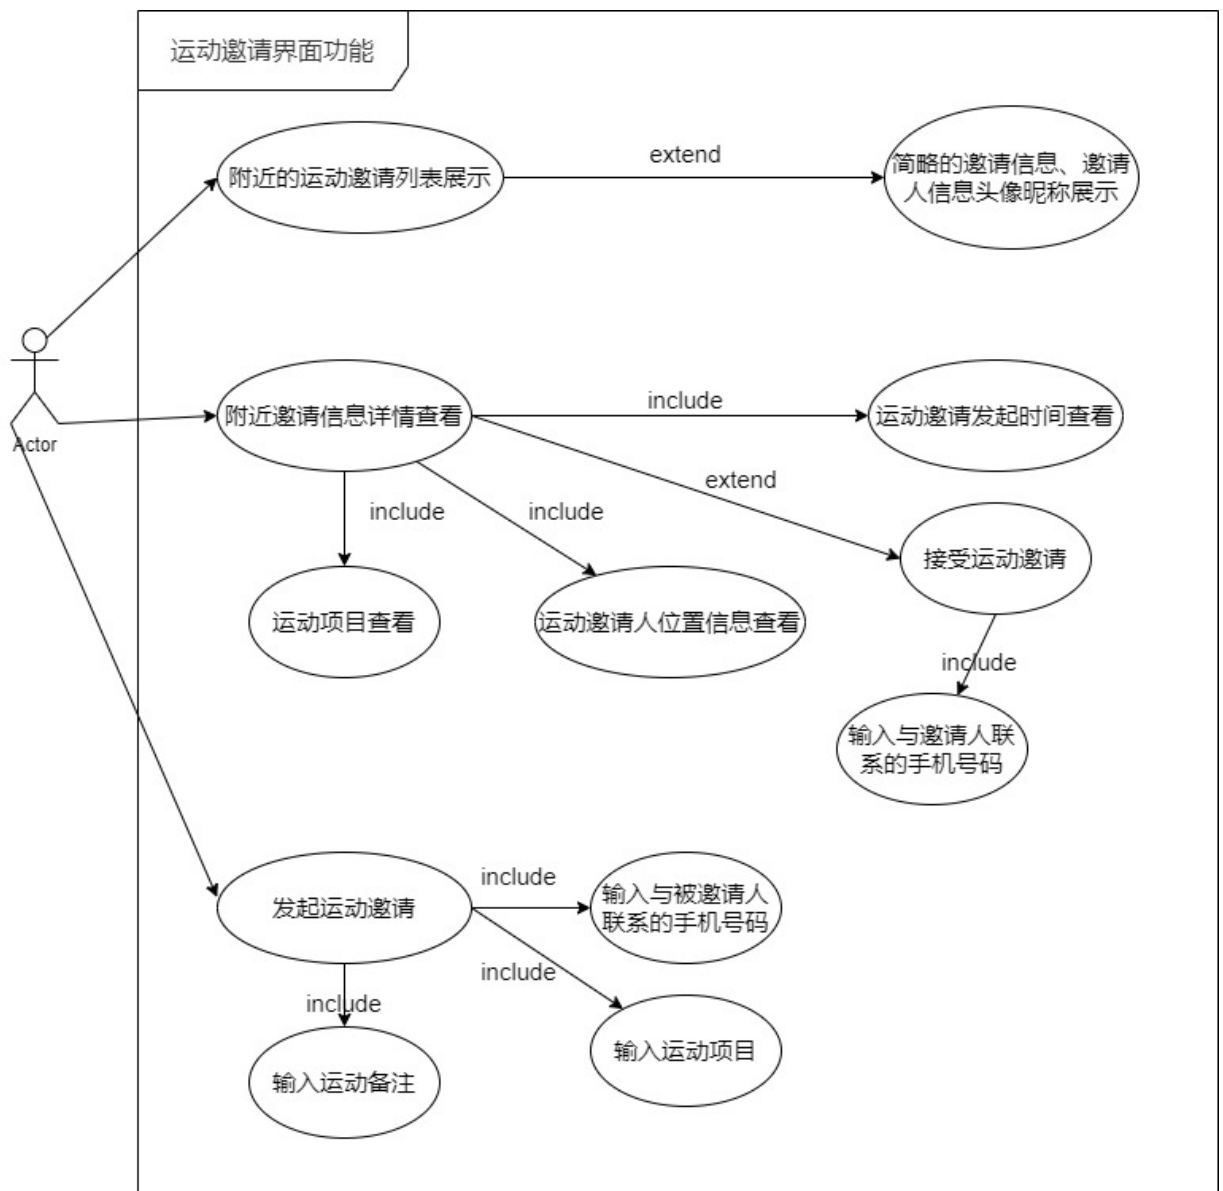 运动邀请界面功能
附近的运动邀请列表展示
extend
简略的邀请信息、邀请
人信息头像昵称展示
Actor
附近邀请信息详情查看
include
运动邀请发起时间查看
extend
include
include
接受运动邀请
运动项目查看
运动邀请人位置信息查看
include
输入与邀请人联
系的手机号码
发起运动邀请
include
输入与被邀请人
联系的手机号码
include
include
输入运动项目
输入运动备注